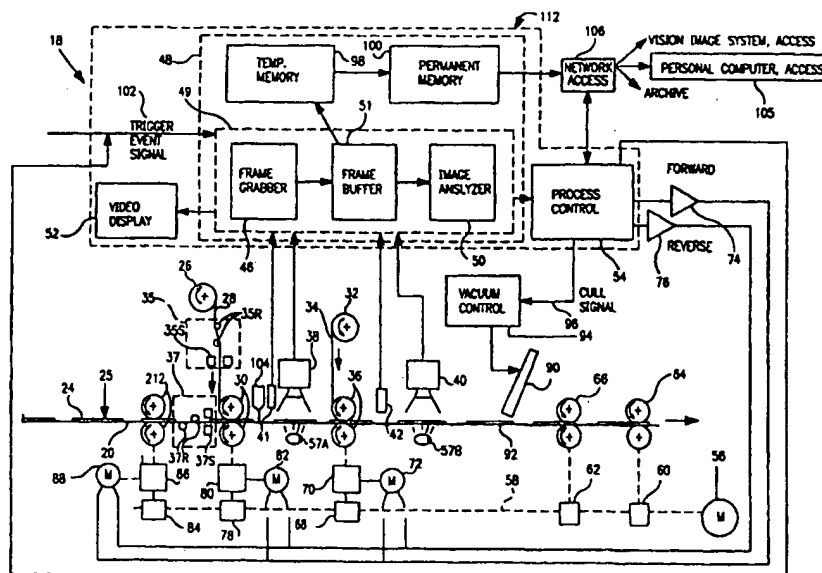 112
18
48
TEMP. MEMORY
98
100
PERMANENT MEMORY
106
NETWORK ACCESS
VISION IMAGE SYSTEM, ACCESS
PERSONAL COMPUTER, ACCESS
ARCHIVE
105
102
TRIGGER EVENT SIGNAL
49
51
FRAME GRABBER
FRAME BUFFER
IMAGE ANSLYZER
46
50
PROCESS CONTROL
54
FORWARD
74
REVERSE
76
VIDEO DISPLAY
52
VACUUM CONTROL
CULL SIGNAL
96
94
26
28
35
35R
35S
34
32
38
40
90
66
64
24
25
212
37
30
104
36
41
42
20
37R
37S
57A
57B
92
88
M
86
80
82
M
70
72
M
58
62
60
56
M
84
78
68